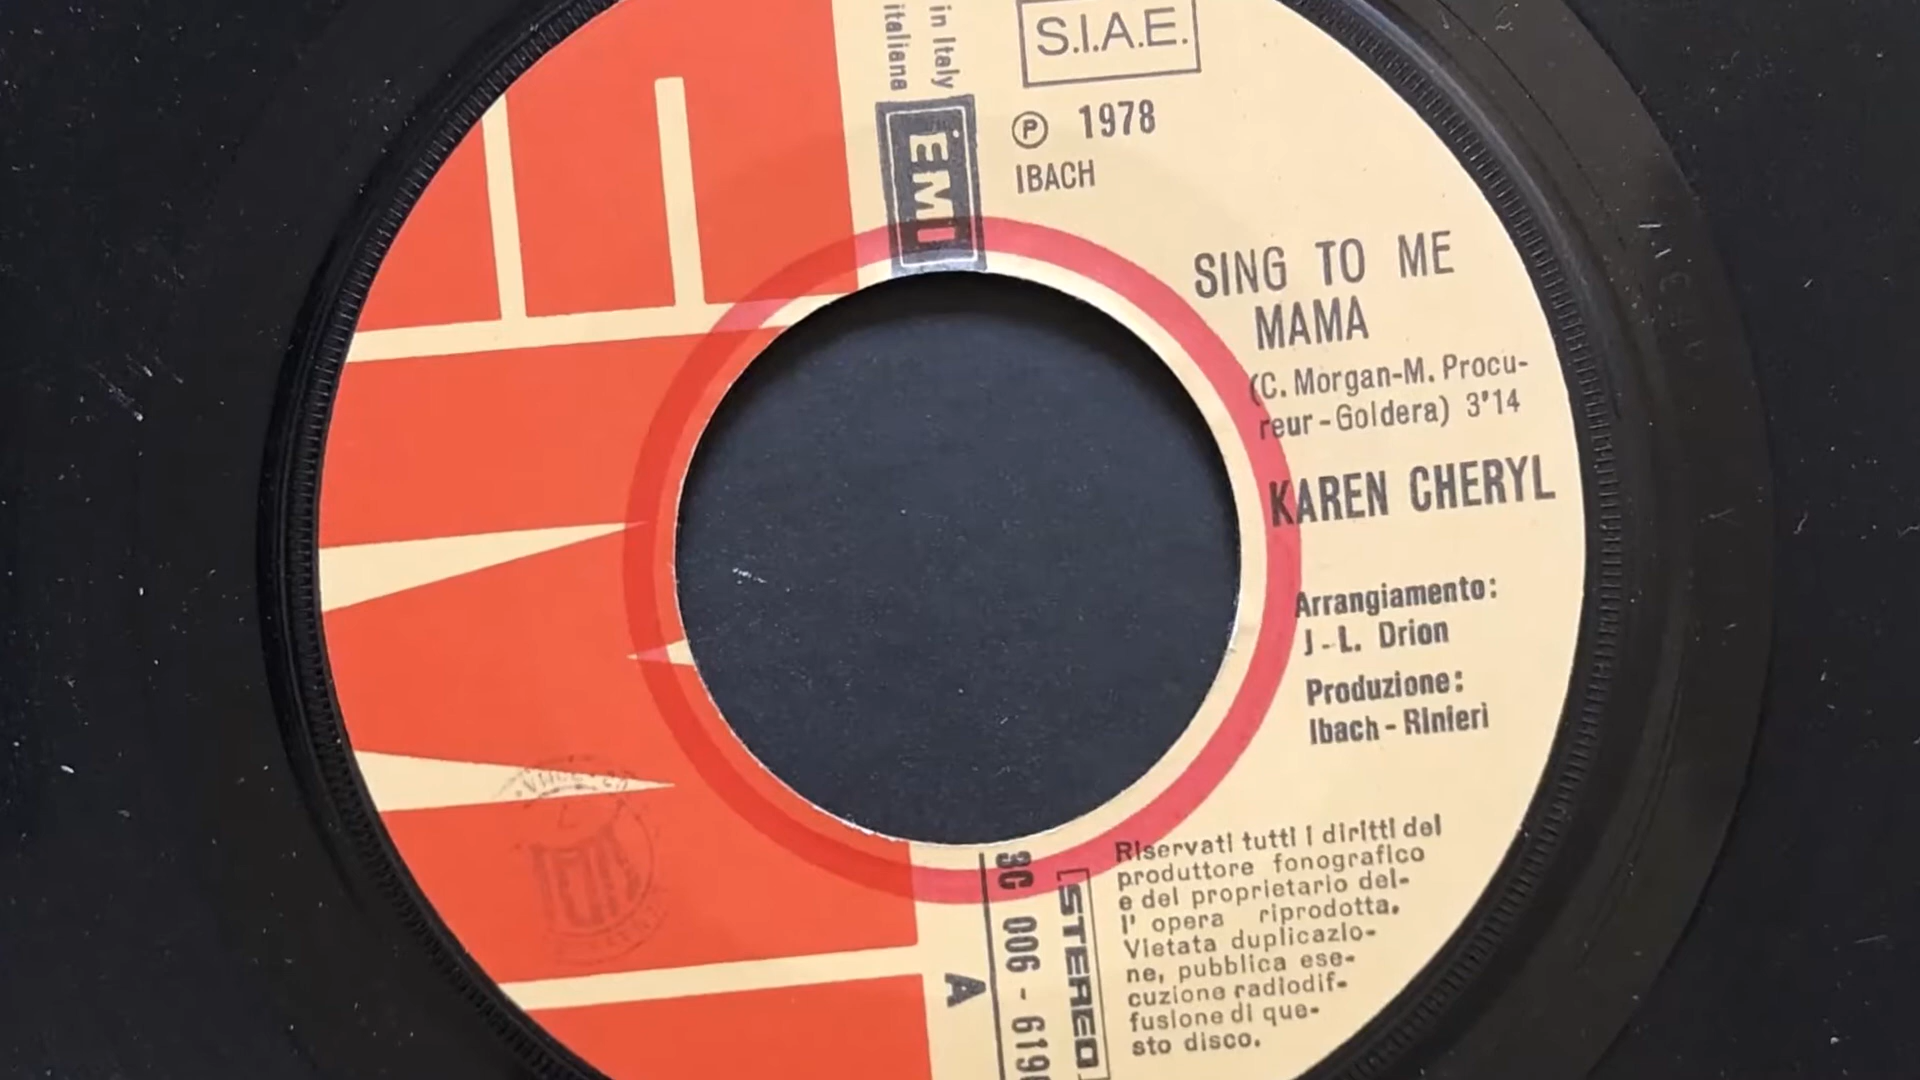 in Italy
italiana
EMI
S.I.A.E.
Ⓟ 1978
IBACH
SING TO ME
MAMA
(C. Morgan-M. Procu-
reur-Goldera) 3'14
KAREN CHERYL
Arrangiamento:
J-L. Drion
Produzione:
Ibach-Rinieri
Riservati tutti i diritti del
produttore fonografico
e del proprietario del-
l' opera riprodotta.
Vietata duplicazio-
ne, pubblica ese-
cuzione radiodif-
fusione di que-
sto disco.
STEREO
3C 006 - 619
A